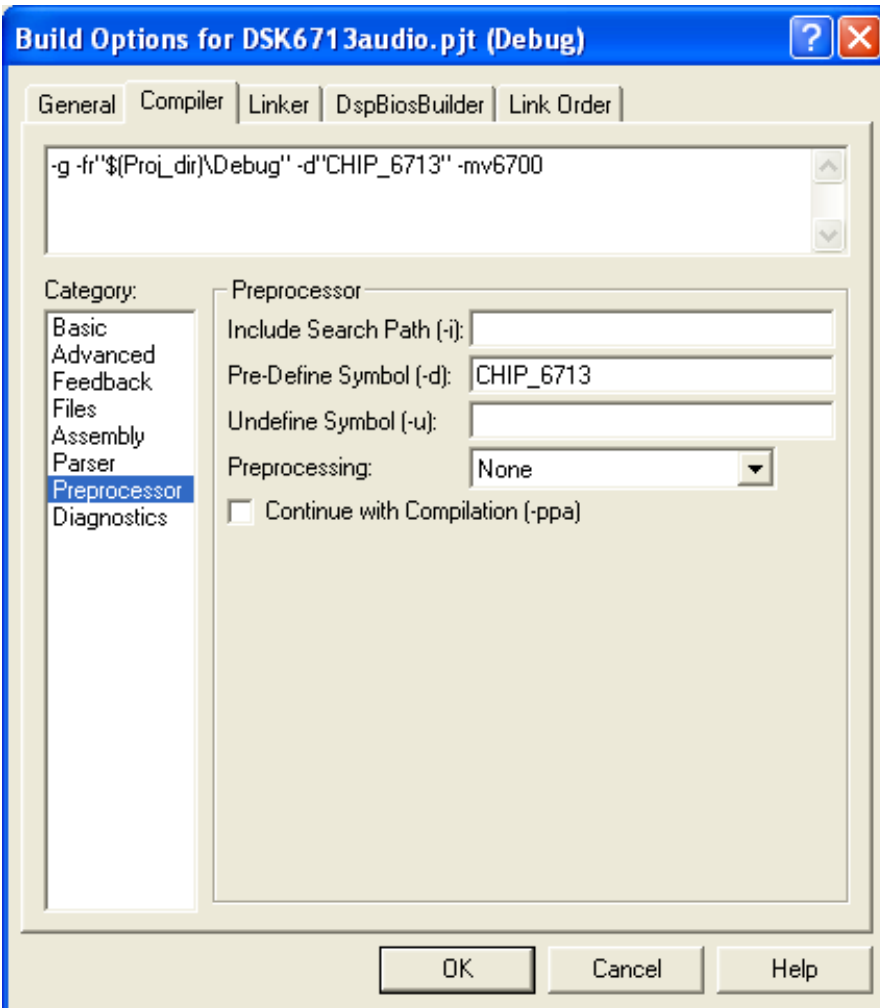 Build Options for DSK6713audio.pjt (Debug)
General Compiler Linker DspBiosBuilder Link Order
-g -fr"$(Proj_dir)\Debug" -d"CHIP_6713" -mv6700
Category:
Basic
Advanced
Feedback
Files
Assembly
Parser
Preprocessor
Diagnostics
Preprocessor
Include Search Path (-i):
Pre-Define Symbol (-d): CHIP_6713
Undefine Symbol (-u):
Preprocessing: None
Continue with Compilation (-ppa)
OK Cancel Help